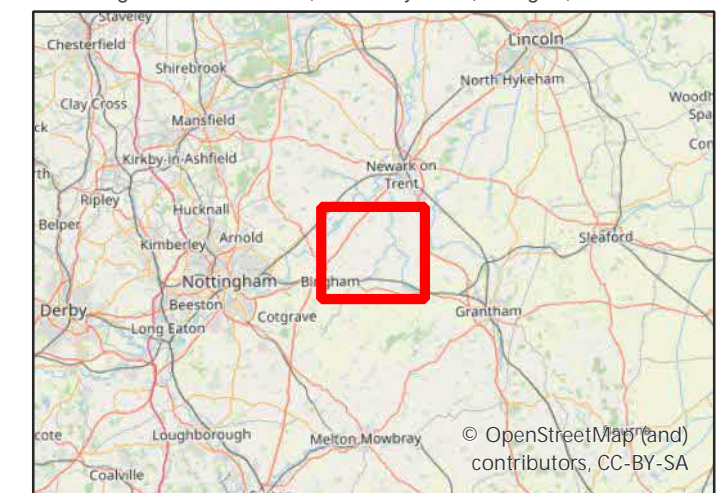 Staveley
Chesterfield
Lincoln
Shirebrook
North Hykeham
Clay Cross
Mansfield
Kirkby-in-Ashfield
Newark on
Trent
Ripley
Hucknall
Belper
Kimberley
Arnold
Sleaford
Nottingham
Bingham
Derby
Beeston
Cotgrave
Grantham
Long Eaton
Loughborough
Melton Mowbray
© OpenStreetMap (and)
contributors, CC-BY-SA
Coalville